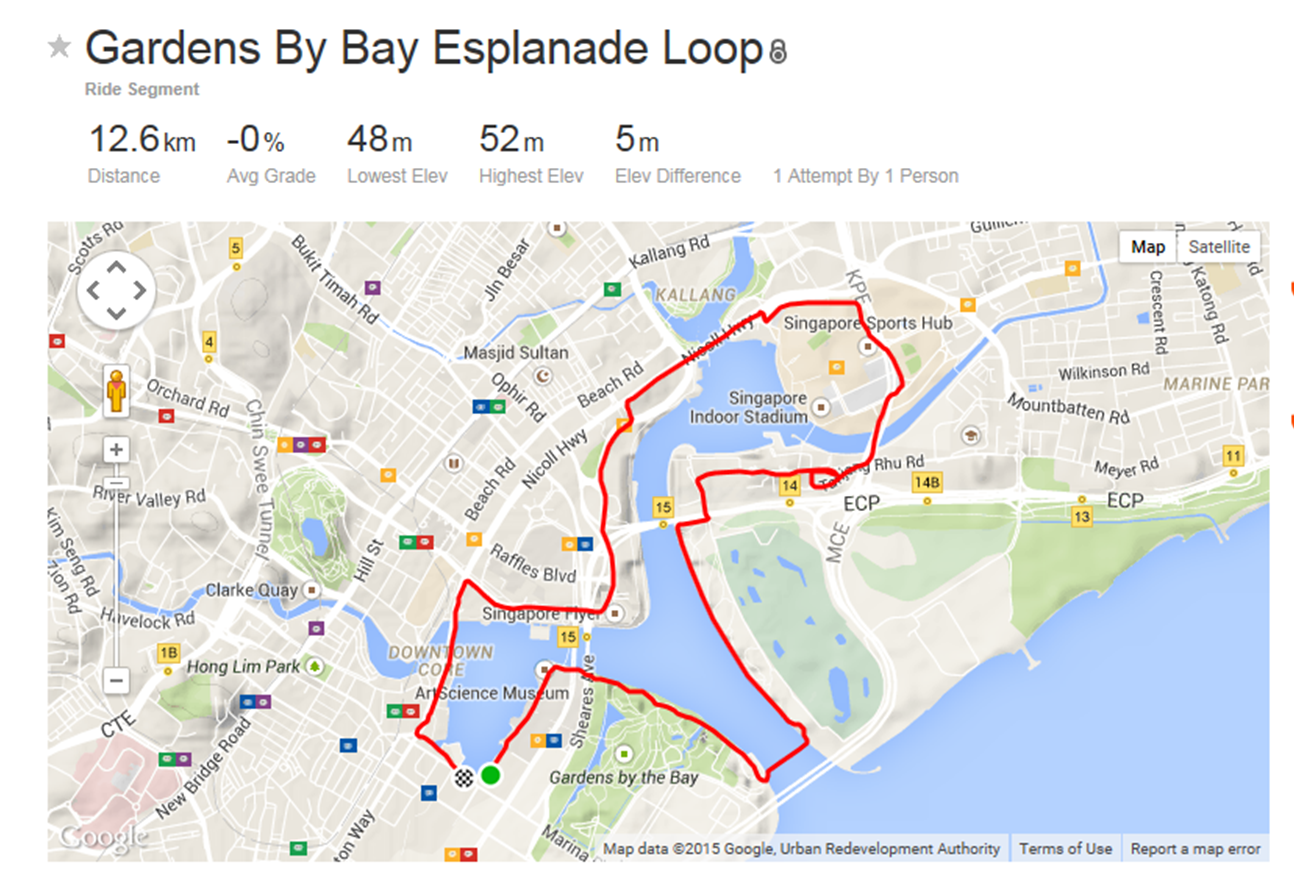 Gardens By Bay Esplanade Loop
Ride Segment
12.6km -0% 48m 52m 5m
Distance Avg Grade Lowest Elev Highest Elev Elev Difference 1 Attempt By 1 Person
Scotts Rd
5
Bukit Timah Rd
Jln Besar
Kallang Rd
KALLANG
KPE
Map
Satellite
Crescent Rd
Katong Rd
Nicoll Hwy
Singapore Sports Hub
4
Masjid Sultan
Orchard Rd
Ophir Rd
Beach Rd
Wilkinson Rd
MARINE PAR
Singapore
Indoor Stadium
Mountbatten Rd
Chin Swee Tunnel
Nicoll Hwy
Beach Rd
River Valley Rd
Tanjong Rhu Rd
Meyer Rd
11
14
14B
15
ECP
ECP
13
Kim Seng Rd
Zion Rd
Hill St
Raffles Blvd
MCE
Clarke Quay
Havelock Rd
Singapore Flyer
15
1B
Hong Lim Park
DOWNTOWN
CORE
ArtScience Museum
Sheares Ave
CTE
New Bridge Road
Gardens by the Bay
Google
ton Way
Marina
Map data ©2015 Google, Urban Redevelopment Authority
Terms of Use
Report a map error